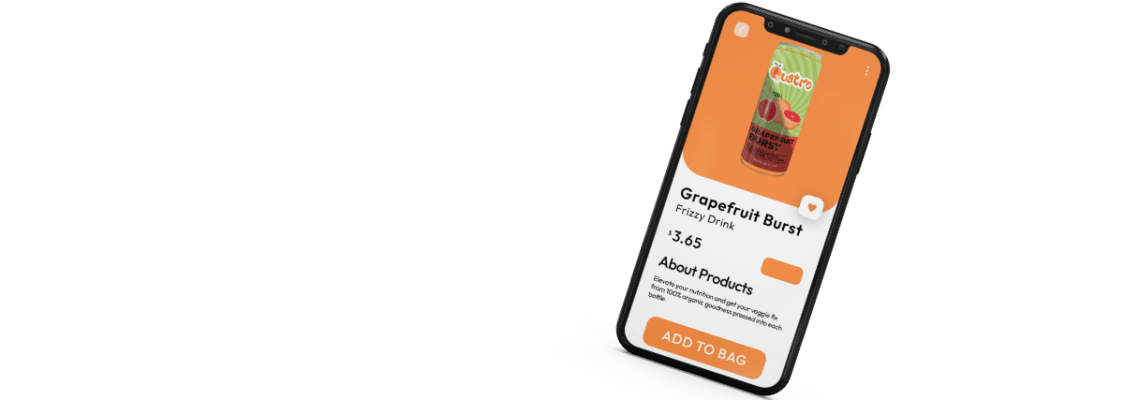 Gustro
GRAPEFRUIT
BURST
Grapefruit Burst
Frizzy Drink
$3.65
About Products
Elevate your nutrition and get your veggie fix
from 100% organic goodness pressed into each
bottle.
ADD TO BAG